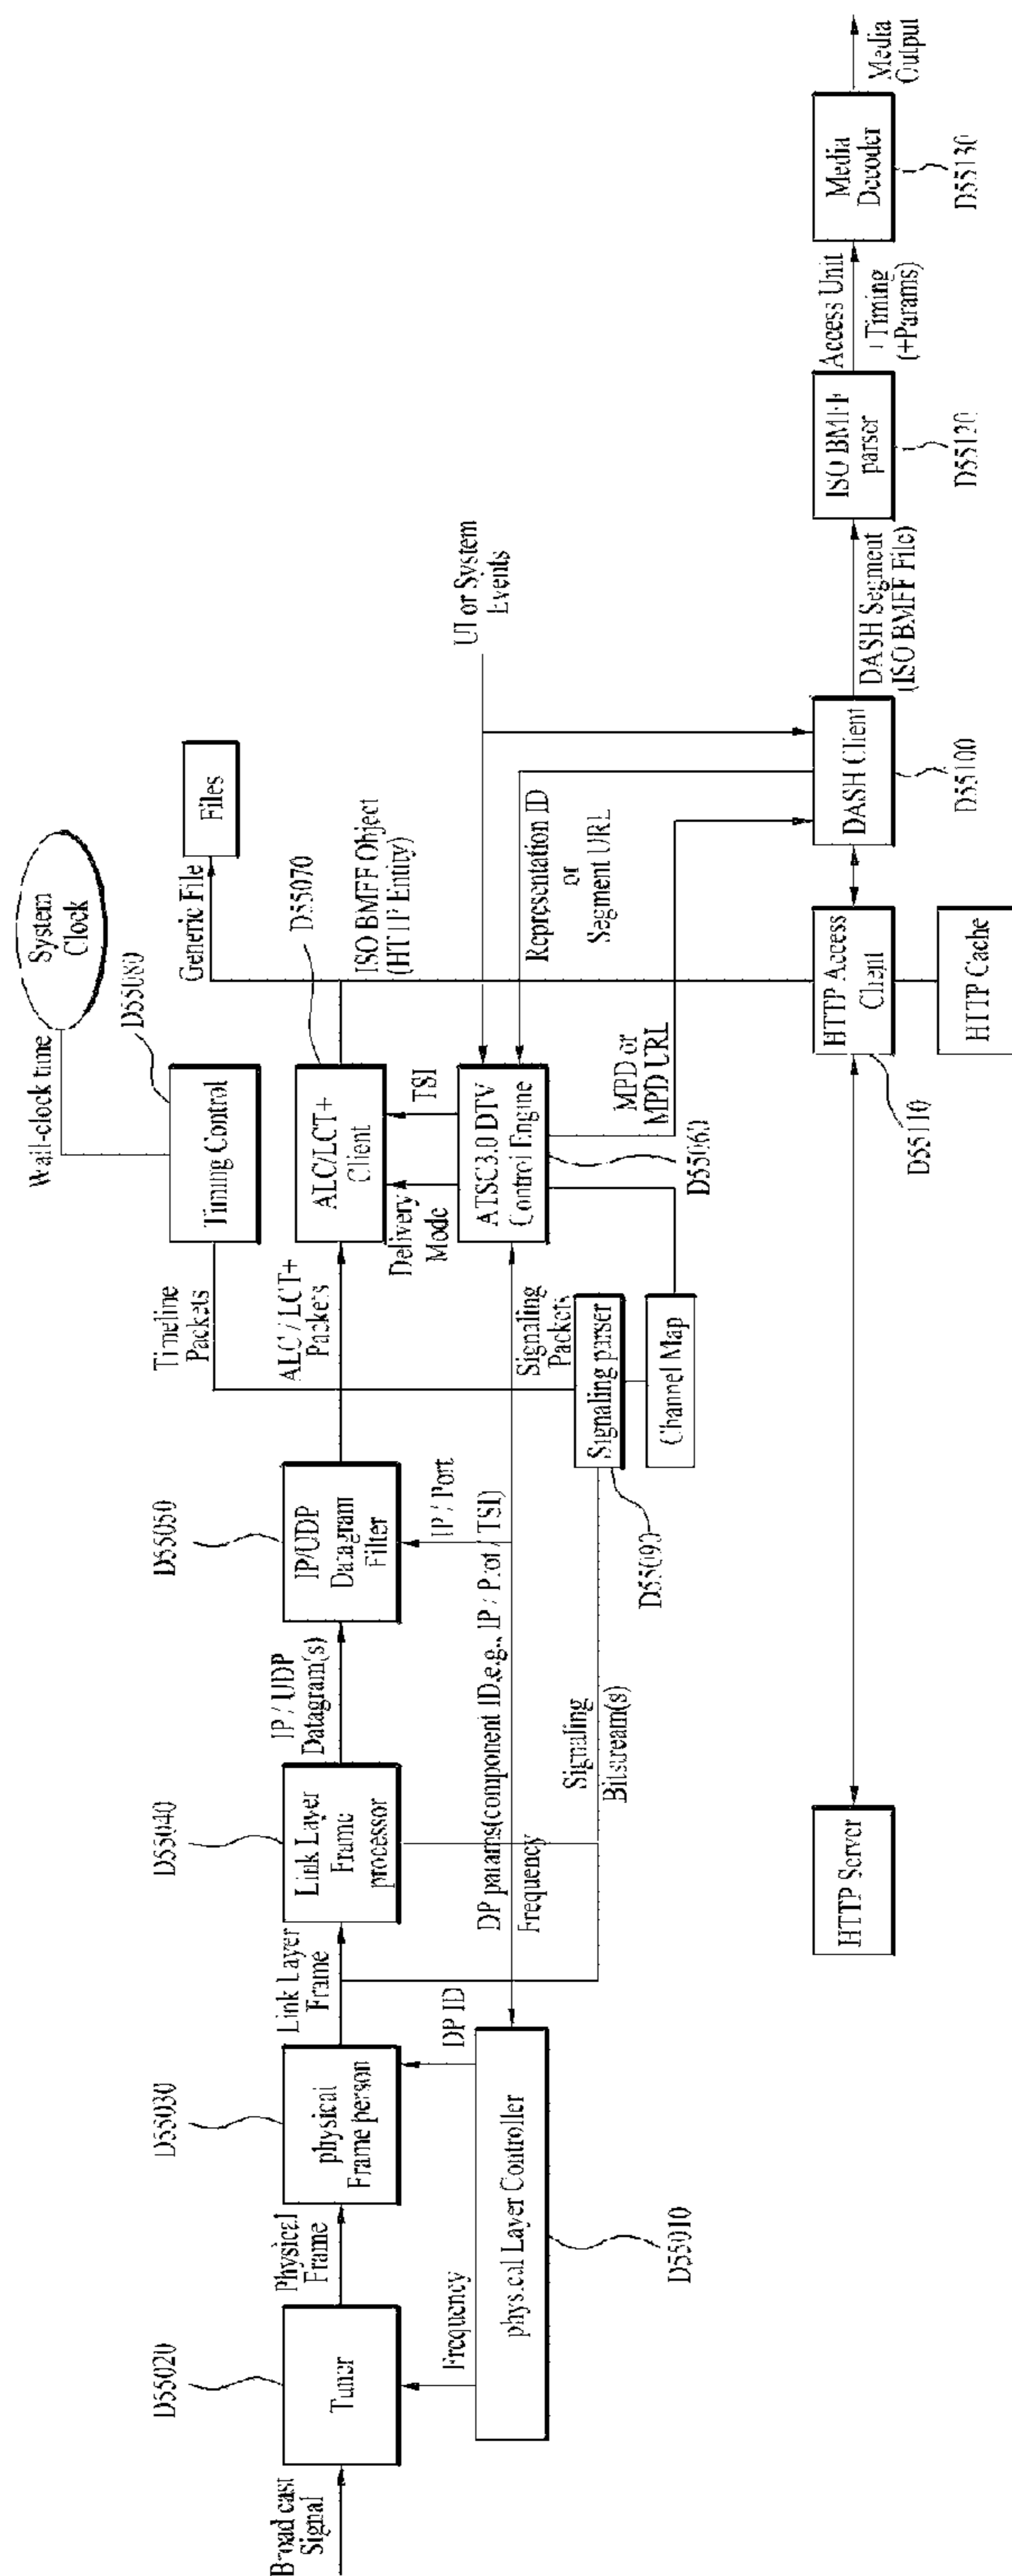 Broad cast
Signal
Tuner
D55020
Physical
Frame
physical
Frame person
D55030
Link Layer
Frame
Link Layer
Frame
processor
D55040
IP / UDP
Datagram(s)
IP/UDP
Datagram
Filter
D55050
ALC / LCT+
Packets
Timeline
Packets
Timing Control
D55080
Wall-clock time
System
Clock
ALC/LCT+
Client
D55070
Generic File
Files
ISO BMFF Object
(HTTP Entity)
Frequency
DP ID
physical Layer Controller
D55010
DP params(component ID,e.g., IP / Prot / TSI)
Frequency
IP / Port
Signaling
Bitstream(s)
Signaling
Packets
Signaling parser
D55090
Channel Map
Delivery
Mode
TSI
ATSC3.0 DTV
Control Engine
D55060
UI or System
Events
Representation ID
or
Segment URL
MPD or
MPD URL
HTTP Server
HTTP Access
Client
D55110
HTTP Cache
DASH Client
D55100
DASH Segment
(ISO BMFF File)
ISO BMFF
parser
D55120
Access Unit
+Timing
(+Params)
Media
Decoder
D55130
Media
Output